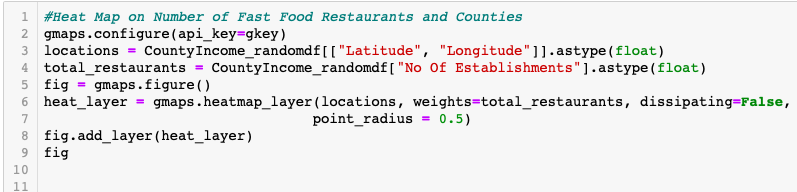 1 #Heat Map on Number of Fast Food Restaurants and Counties
2 gmaps.configure(api_key=gkey)
3 locations = CountyIncome_randomdf[["Latitude", "Longitude"]].astype(float)
4 total_restaurants = CountyIncome_randomdf["No Of Establishments"].astype(float)
5 fig = gmaps.figure()
6 heat_layer = gmaps.heatmap_layer(locations, weights=total_restaurants, dissipating=False,
7                                  point_radius = 0.5)
8 fig.add_layer(heat_layer)
9 fig
10
11